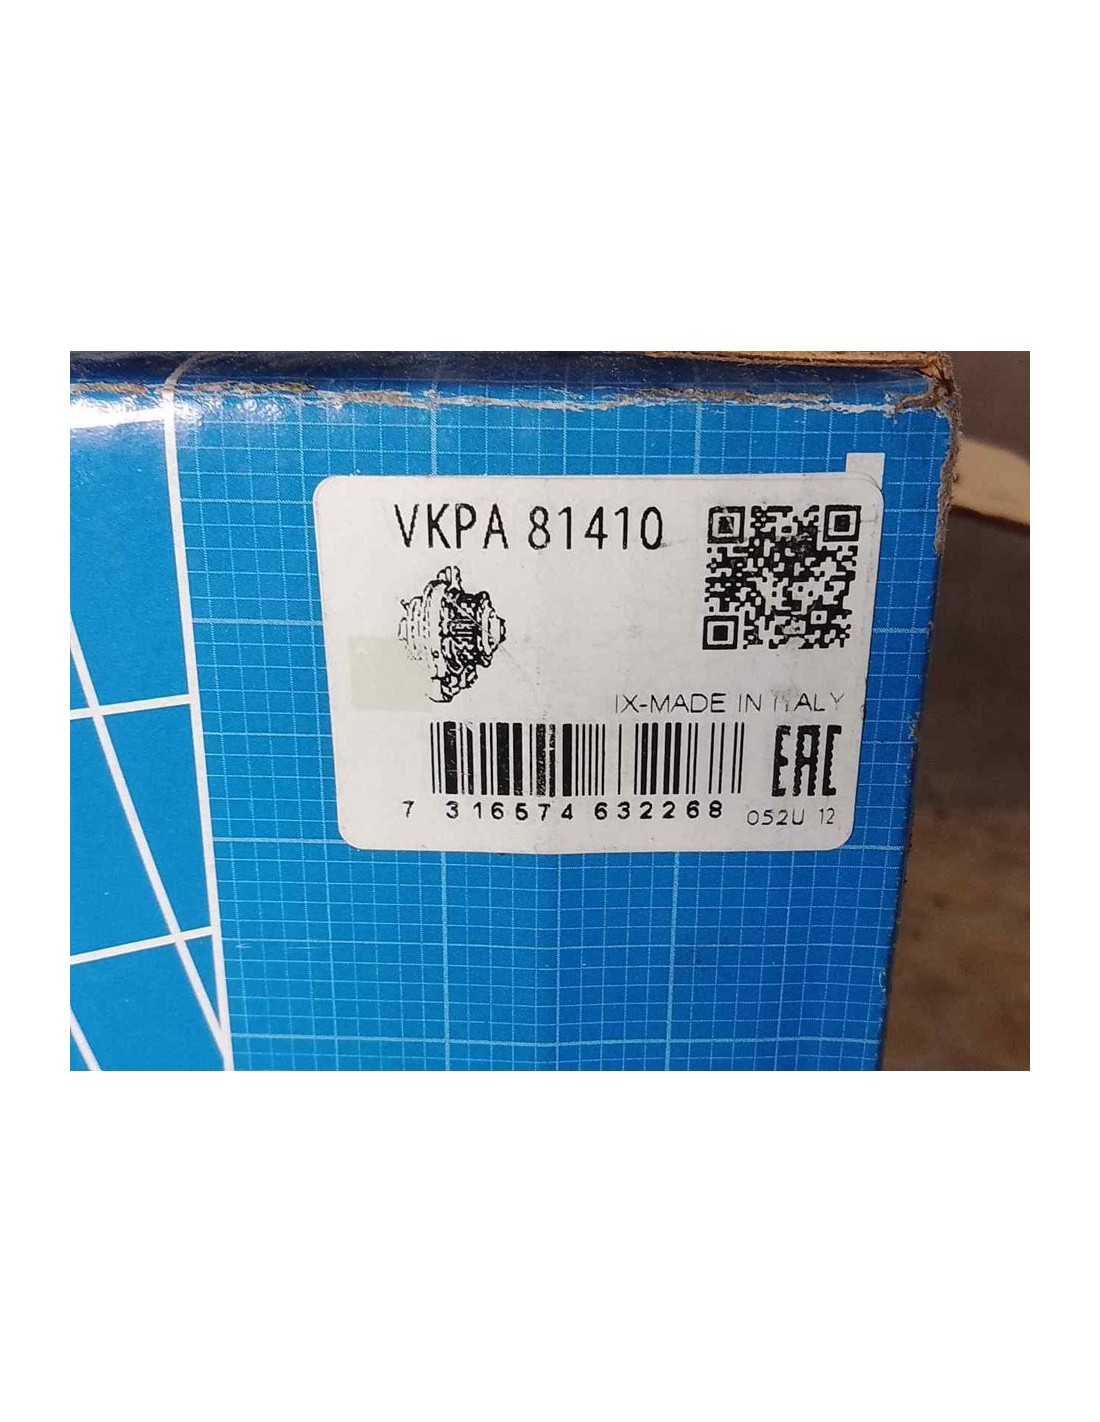 VKPA 81410
IX-MADE IN ITALY
EAC
7 316574 632268
052U 12